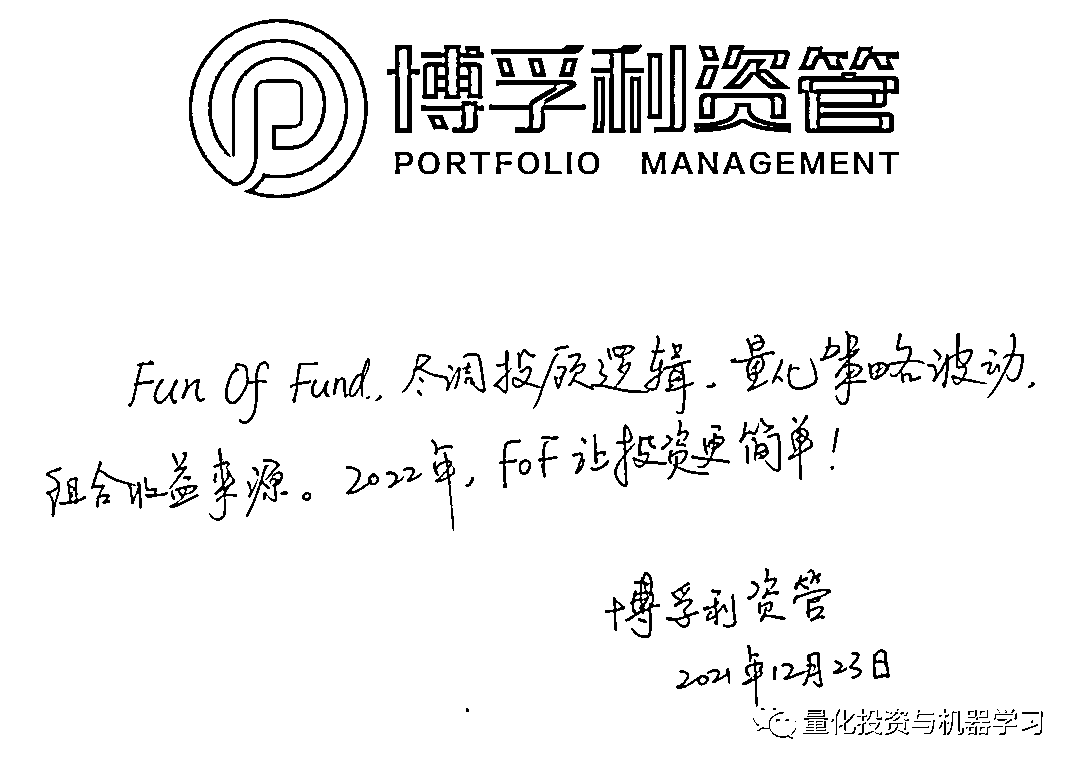 博孚利资管
PORTFOLIO MANAGEMENT
Fun Of Fund, 尽调投顾逻辑、量化策略波动、
组合收益来源。2022年，FOF让投资更简单！
博孚利资管
2021年12月23日
量化投资与机器学习